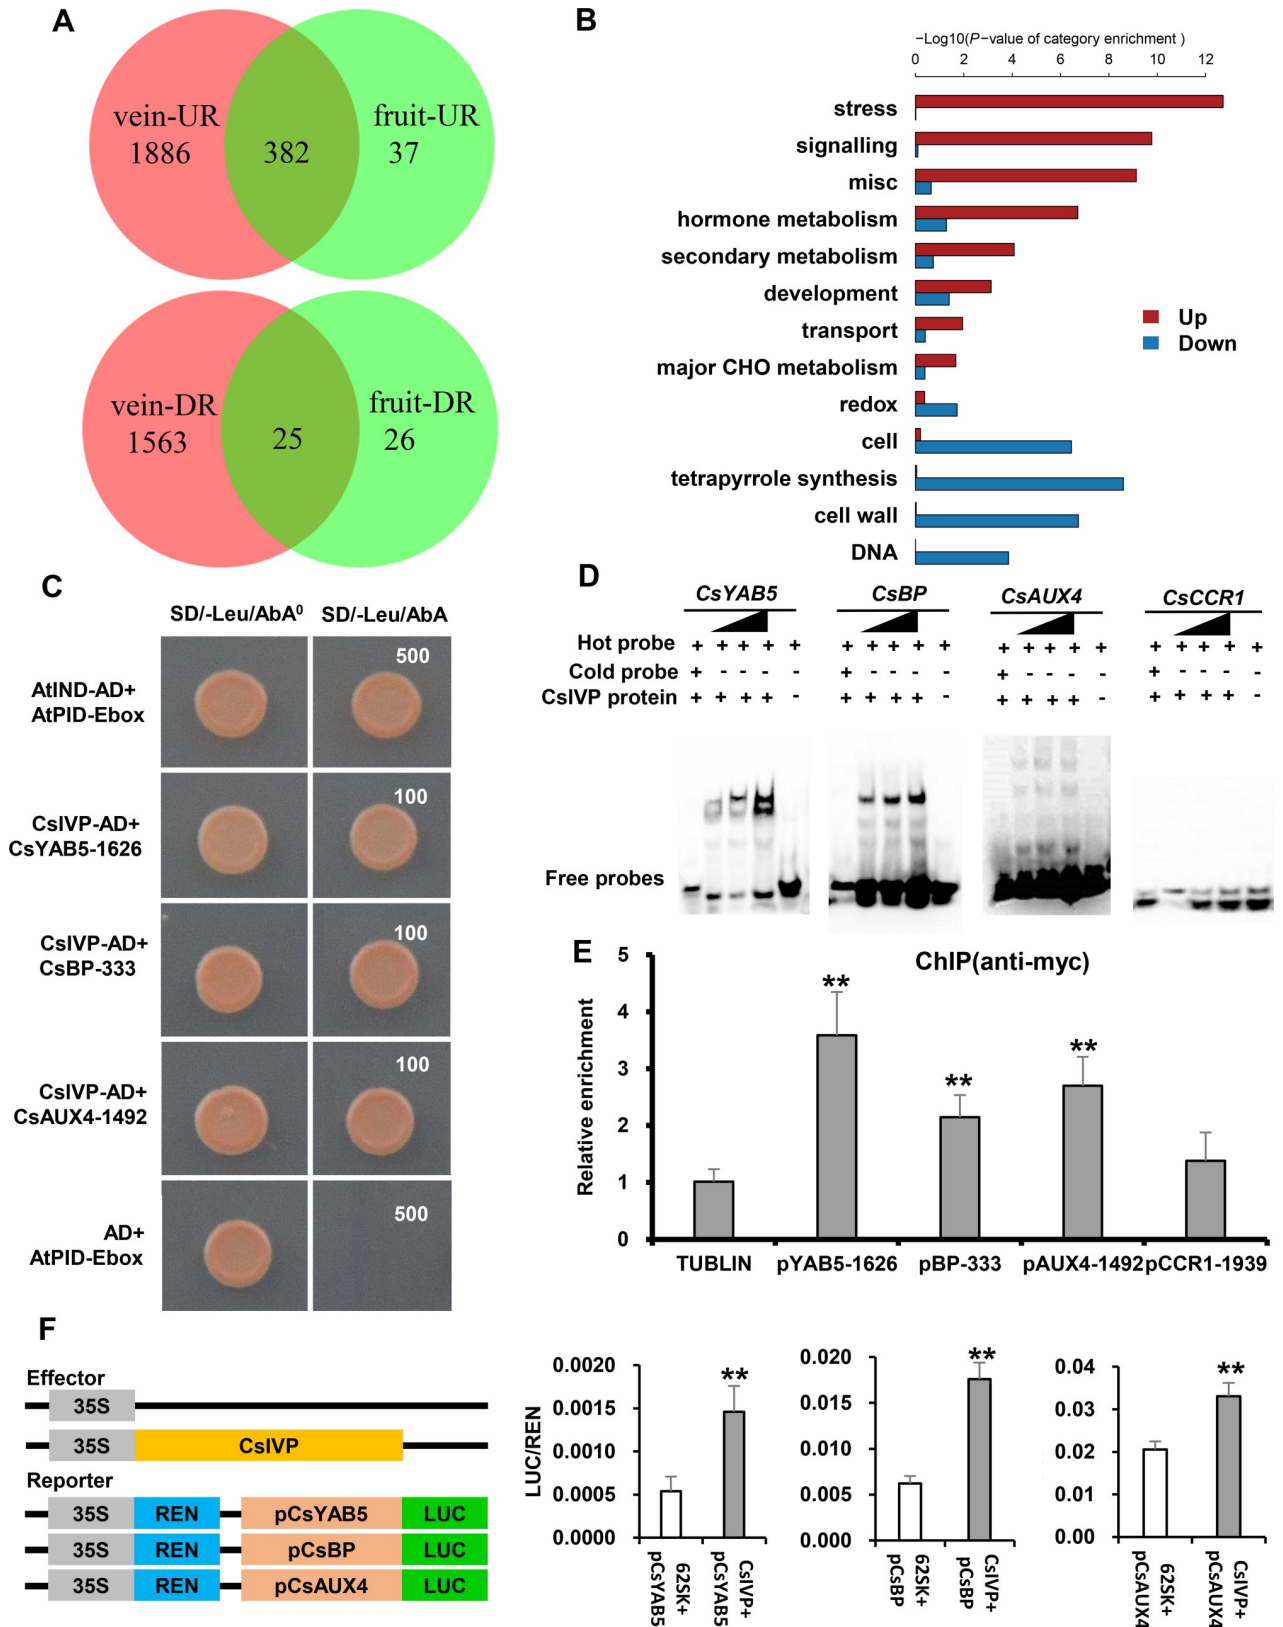 A
vein-UR
1886
382
fruit-UR
37
vein-DR
1563
25
fruit-DR
26
B
−Log10(P−value of category enrichment )
0 2 4 6 8 10 12
stress
signalling
misc
hormone metabolism
secondary metabolism
development
transport
major CHO metabolism
redox
cell
tetrapyrrole synthesis
cell wall
DNA
Up
Down
C
SD/-Leu/AbA⁰ SD/-Leu/AbA
AtIND-AD+
AtPID-Ebox
500
CsIVP-AD+
CsYAB5-1626
100
CsIVP-AD+
CsBP-333
100
CsIVP-AD+
CsAUX4-1492
100
AD+
AtPID-Ebox
500
D
CsYAB5 CsBP CsAUX4 CsCCR1
Hot probe + + + + + + + + + + + + + + + + + + + +
Cold probe + - - - - + - - - - + - - - - + - - - -
CsIVP protein + + + + - + + + + - + + + + - + + + + -
Free probes
E
ChIP(anti-myc)
Relative enrichment
5
4
3
2
1
0
** ** **
TUBLIN pYAB5-1626 pBP-333 pAUX4-1492 pCCR1-1939
F
Effector
35S
35S CsIVP
Reporter
35S REN pCsYAB5 LUC
35S REN pCsBP LUC
35S REN pCsAUX4 LUC
LUC/REN
0.0020
0.0015
0.0010
0.0005
0.0000
**
62SK+
pCsYAB5
CsIVP+
pCsYAB5
0.020
0.015
0.010
0.005
0.000
**
62SK+
pCsBP
CsIVP+
pCsBP
0.04
0.03
0.02
0.01
0.00
**
62SK+
pCsAUX4
CsIVP+
pCsAUX4